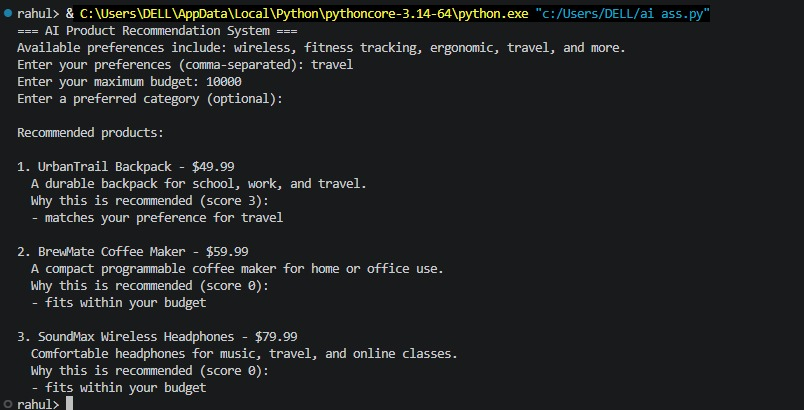 rahul> & C:\Users\DELL\AppData\Local\Python\pythoncore-3.14-64\python.exe "c:/Users/DELL/ai ass.py"
=== AI Product Recommendation System ===
Available preferences include: wireless, fitness tracking, ergonomic, travel, and more.
Enter your preferences (comma-separated): travel
Enter your maximum budget: 10000
Enter a preferred category (optional):

Recommended products:

1. UrbanTrail Backpack - $49.99
  A durable backpack for school, work, and travel.
  Why this is recommended (score 3):
  - matches your preference for travel

2. BrewMate Coffee Maker - $59.99
  A compact programmable coffee maker for home or office use.
  Why this is recommended (score 0):
  - fits within your budget

3. SoundMax Wireless Headphones - $79.99
  Comfortable headphones for music, travel, and online classes.
  Why this is recommended (score 0):
  - fits within your budget
rahul>